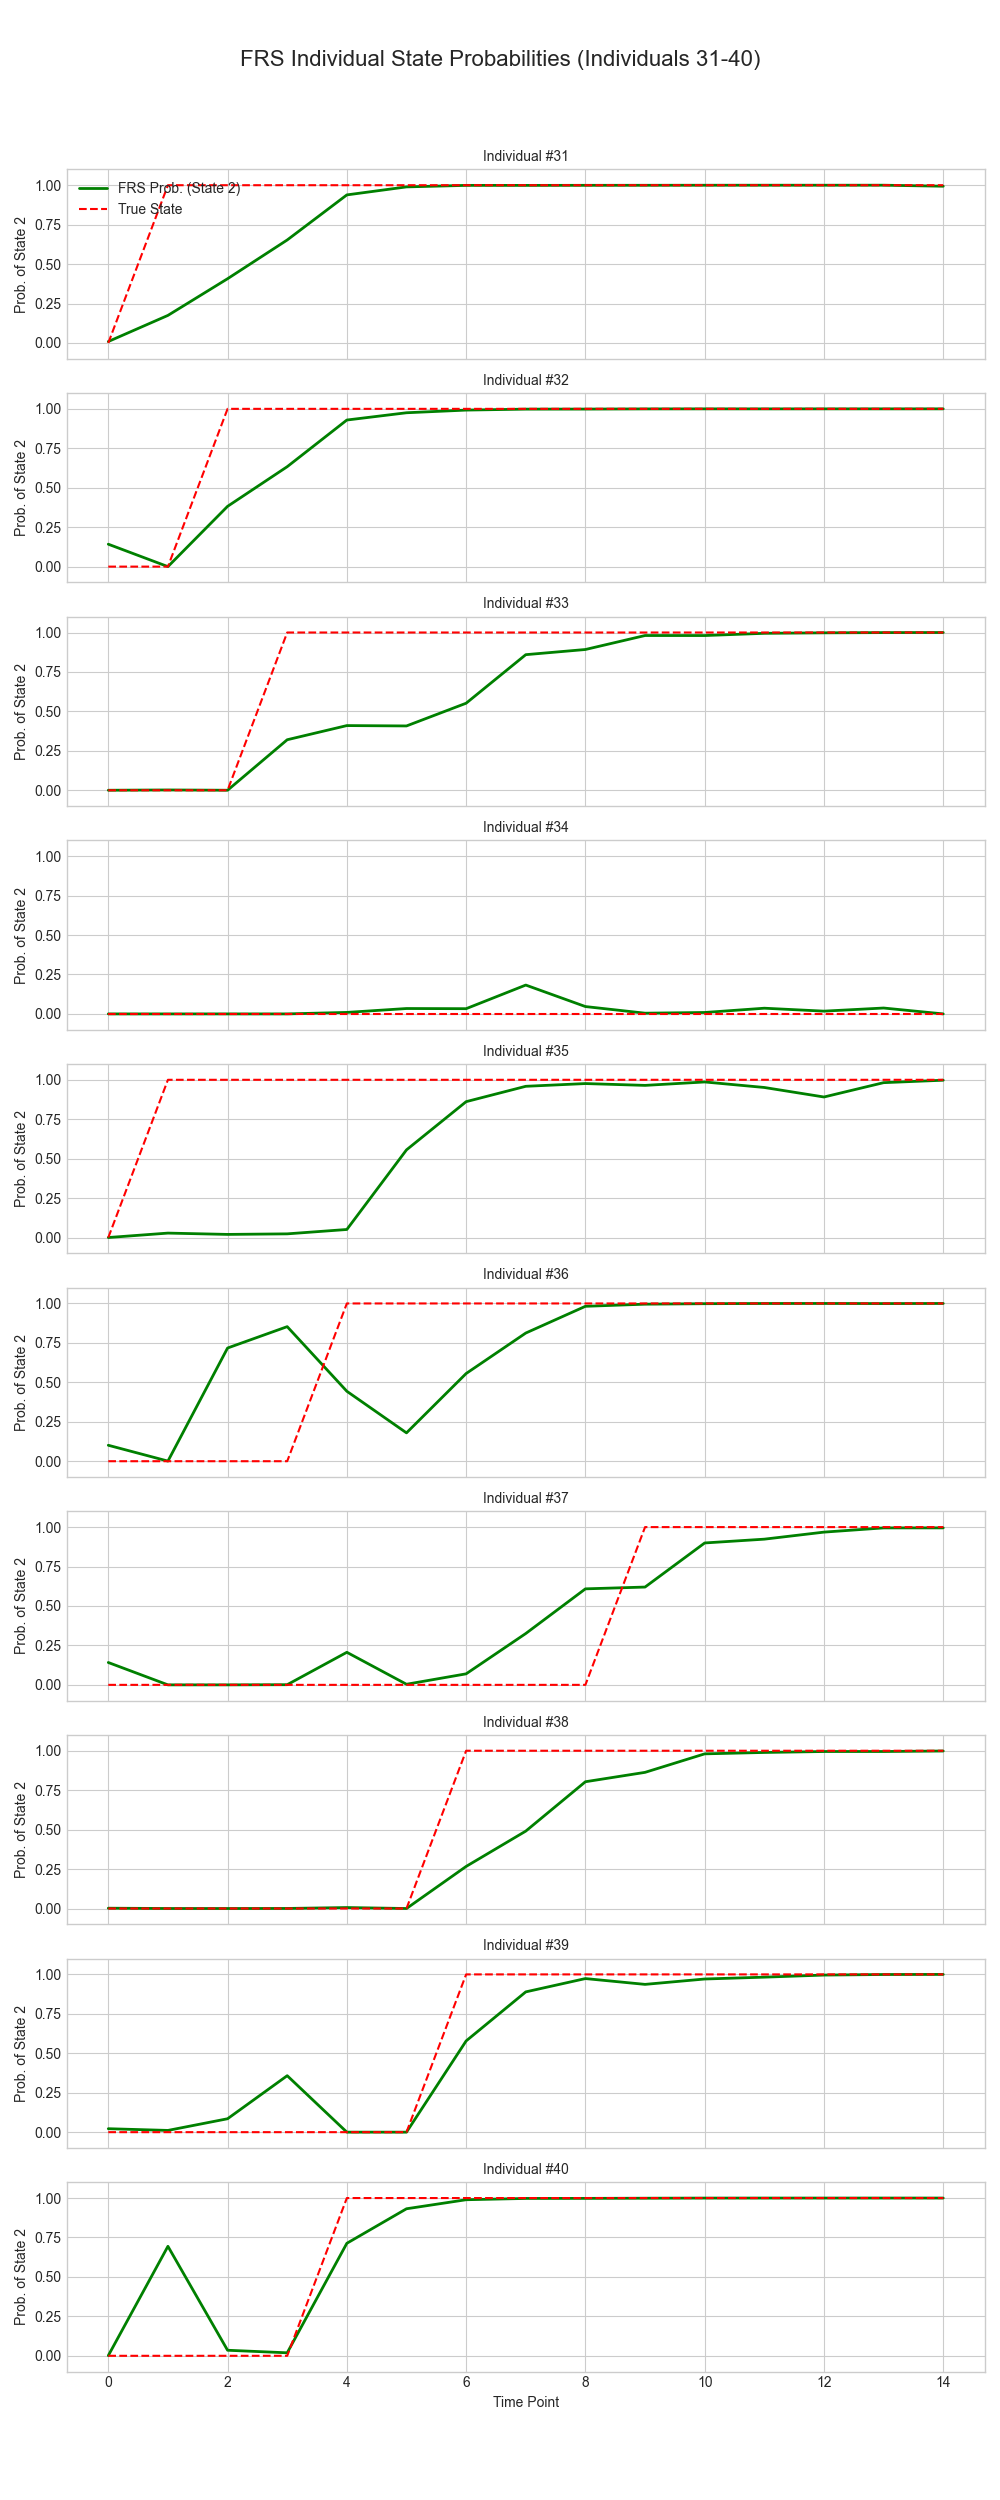 FRS Individual State Probabilities (Individuals 31-40)
Individual #31
FRS Prob. (State 2)
True State
Prob. of State 2
1.00
0.75
0.50
0.25
0.00
Individual #32
Prob. of State 2
1.00
0.75
0.50
0.25
0.00
Individual #33
Prob. of State 2
1.00
0.75
0.50
0.25
0.00
Individual #34
Prob. of State 2
1.00
0.75
0.50
0.25
0.00
Individual #35
Prob. of State 2
1.00
0.75
0.50
0.25
0.00
Individual #36
Prob. of State 2
1.00
0.75
0.50
0.25
0.00
Individual #37
Prob. of State 2
1.00
0.75
0.50
0.25
0.00
Individual #38
Prob. of State 2
1.00
0.75
0.50
0.25
0.00
Individual #39
Prob. of State 2
1.00
0.75
0.50
0.25
0.00
Individual #40
Prob. of State 2
1.00
0.75
0.50
0.25
0.00
0 2 4 6 8 10 12 14
Time Point